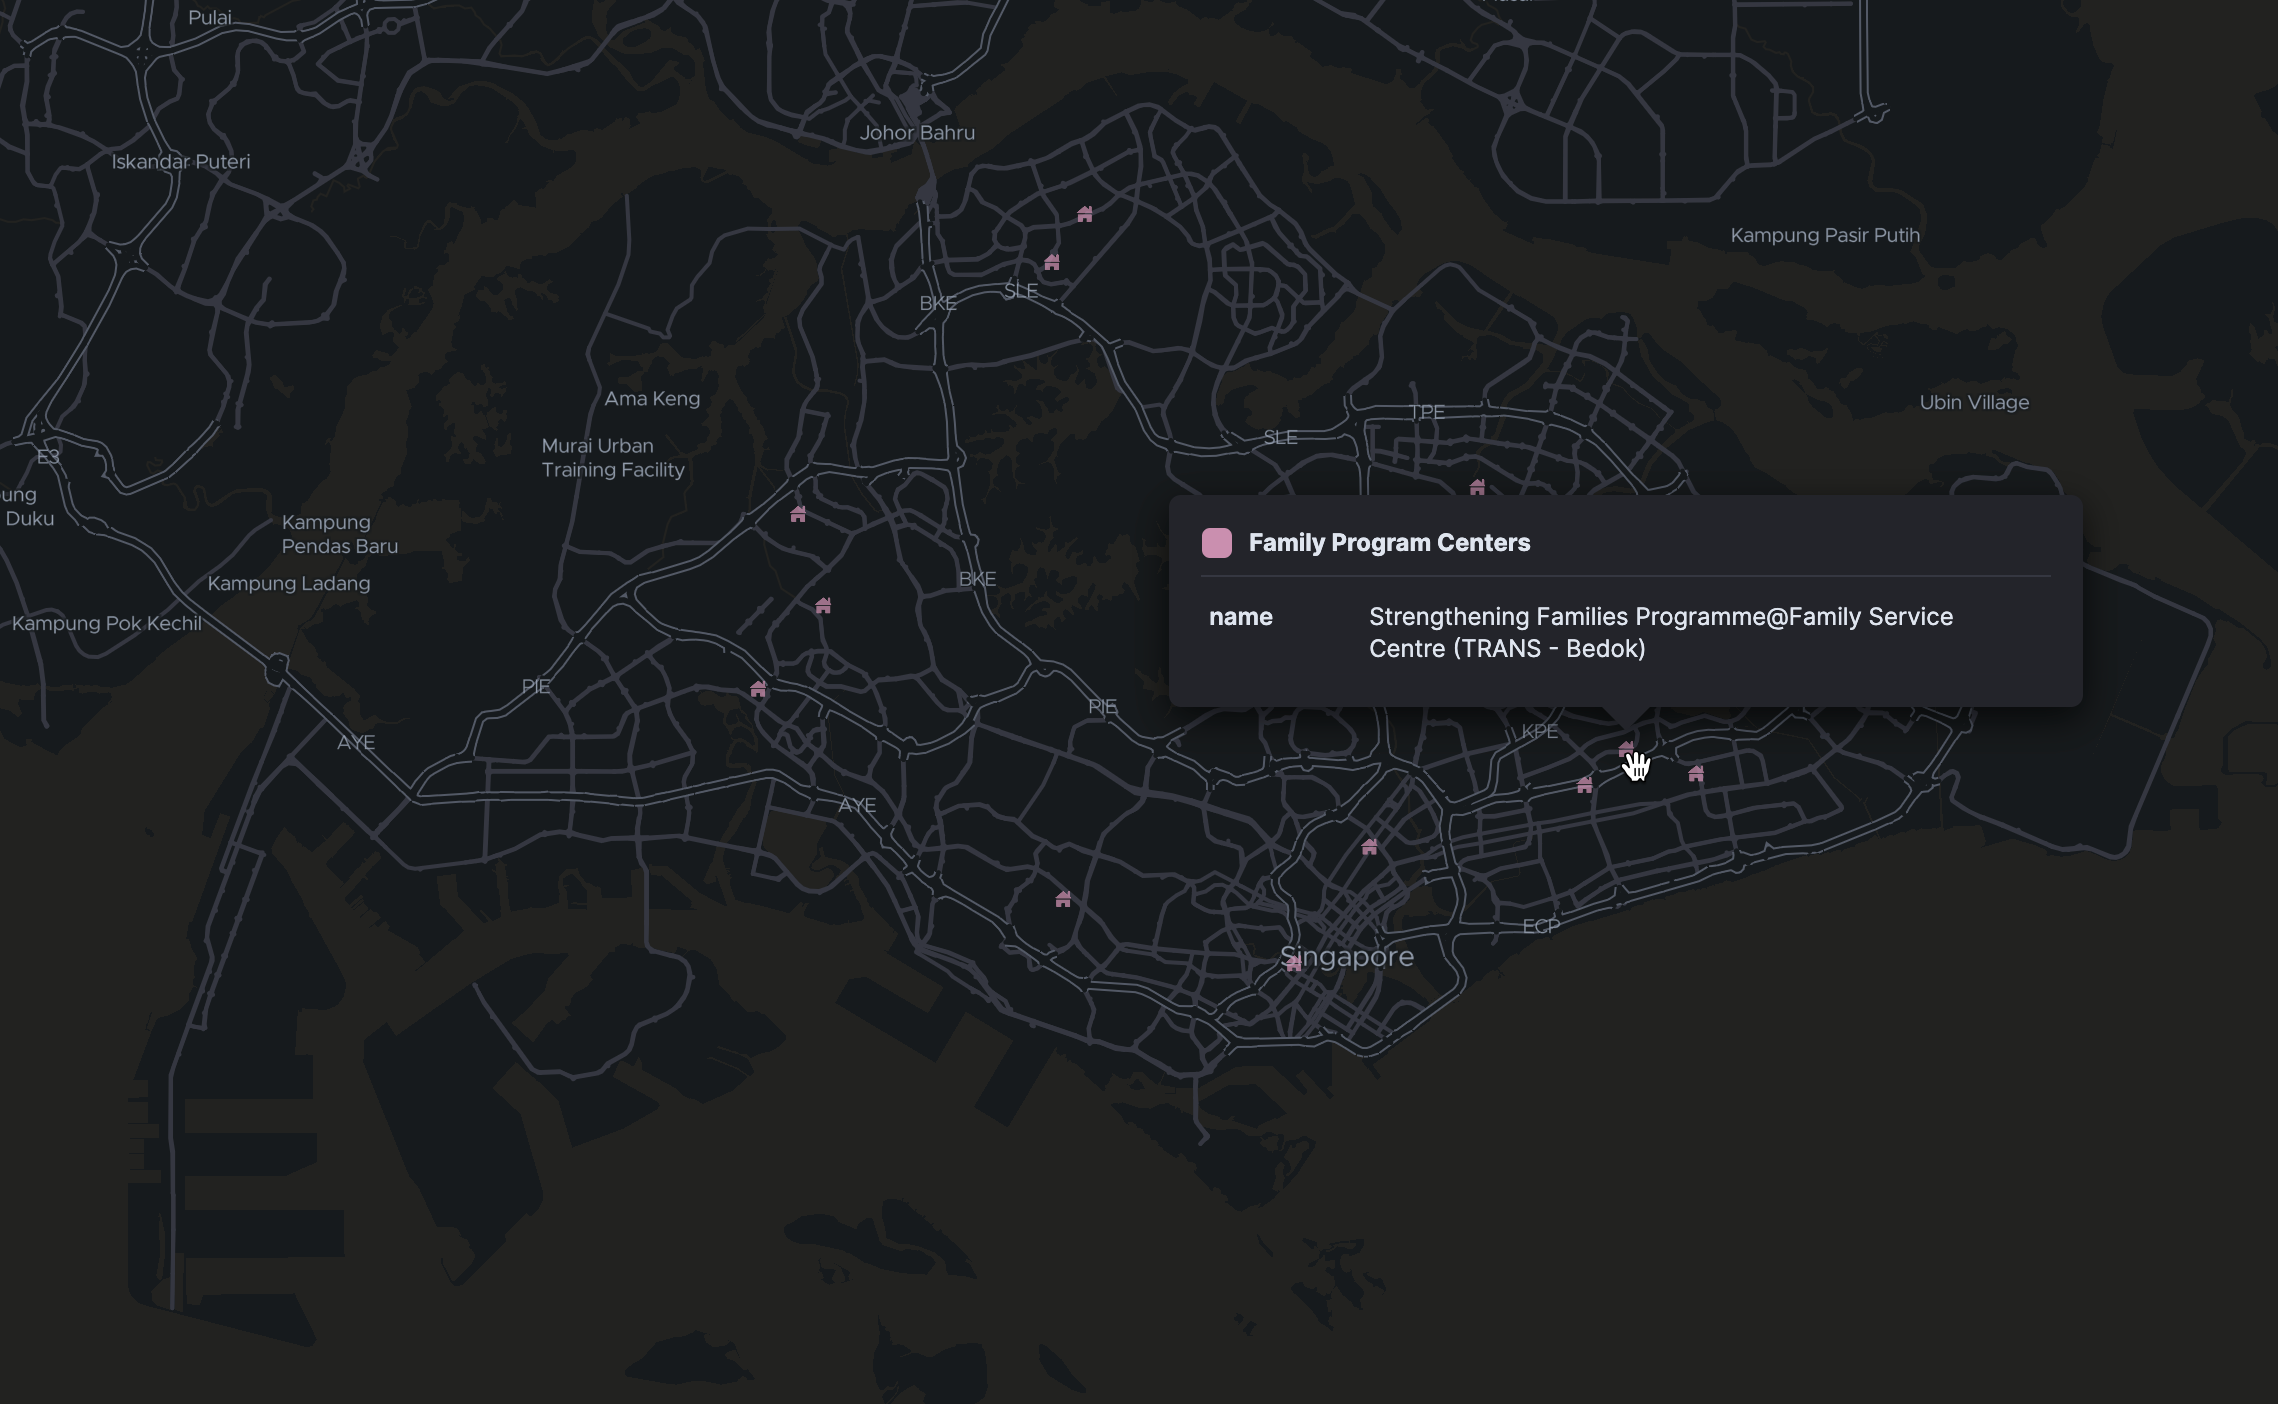 Pulai
Johor Bahru
Iskandar Puteri
Kampung Pasir Putih
SLE
BKE
Ama Keng
Ubin Village
TPE
SLE
Murai Urban
Training Facility
E3
ung
Duku
Kampung
Pendas Baru
Kampung Ladang
BKE
Kampung Pok Kechil
Family Program Centers
name
Strengthening Families Programme@Family Service
Centre (TRANS - Bedok)
PIE
PIE
KPE
AYE
AYE
ECP
Singapore